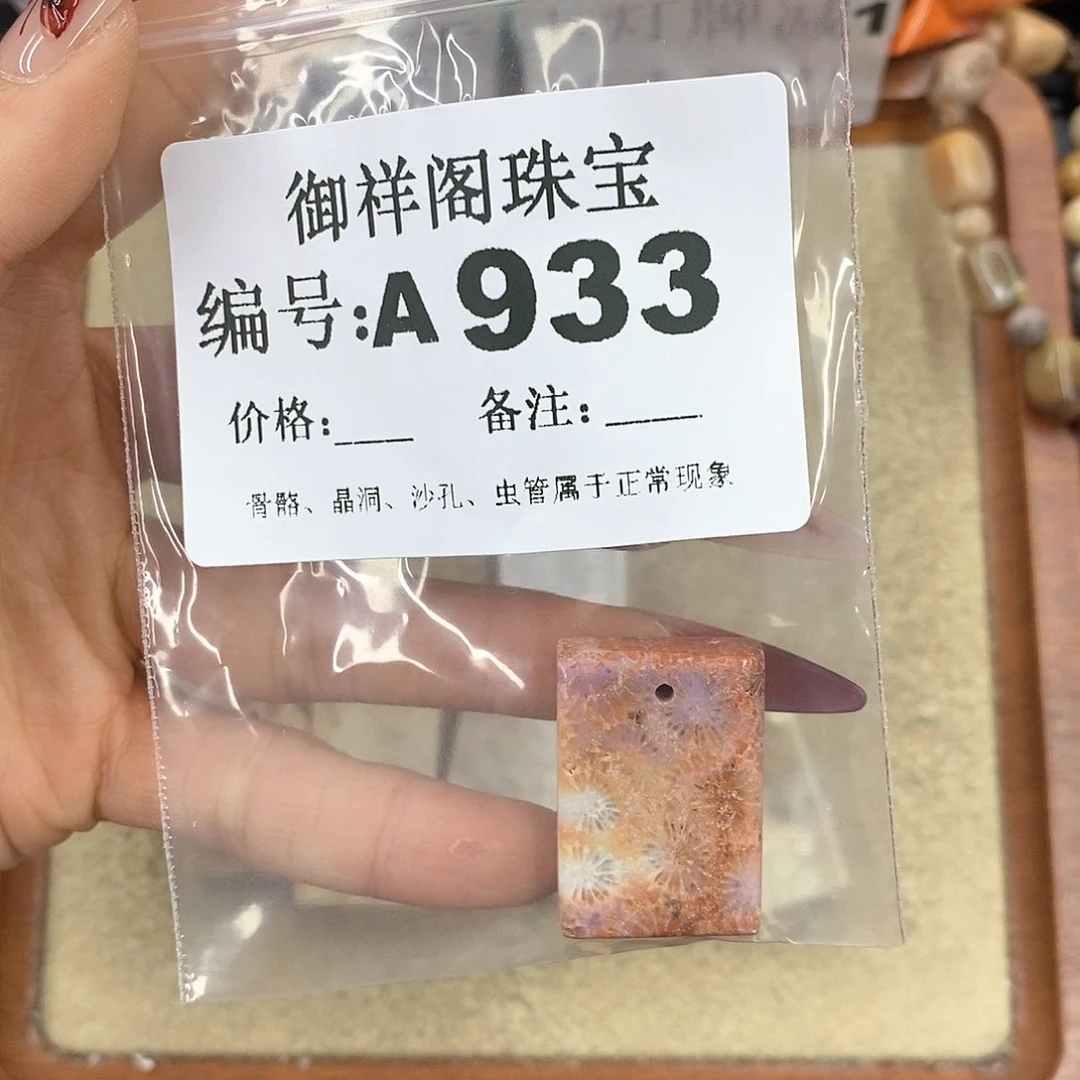 御祥阁珠宝
编号:A933
价格:___ 备注:____
骨骼、晶洞、沙孔、虫管属于正常现象